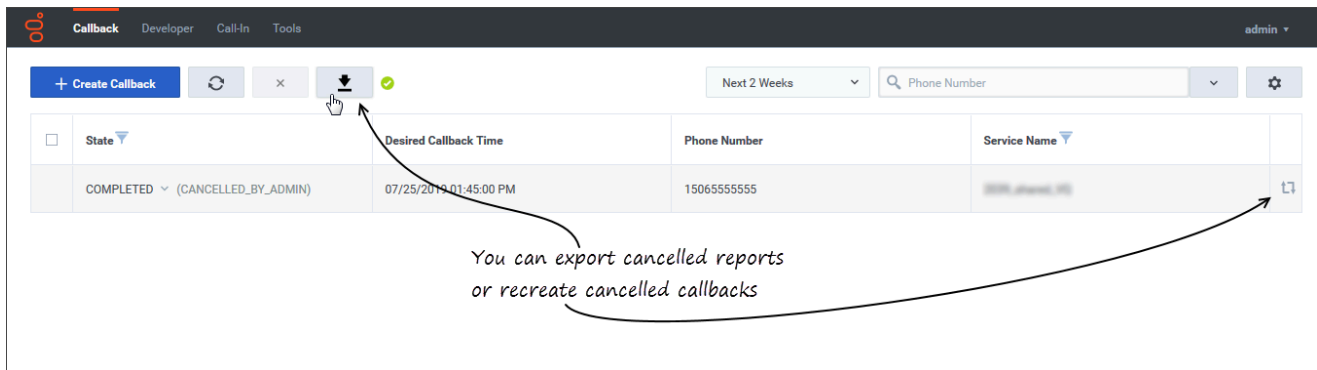 Callback Developer Call-In Tools admin
+ Create Callback Next 2 Weeks Phone Number
State Desired Callback Time Phone Number Service Name
COMPLETED (CANCELLED_BY_ADMIN) 07/25/2019 01:45:00 PM 15065555555
You can export cancelled reports
or recreate cancelled callbacks